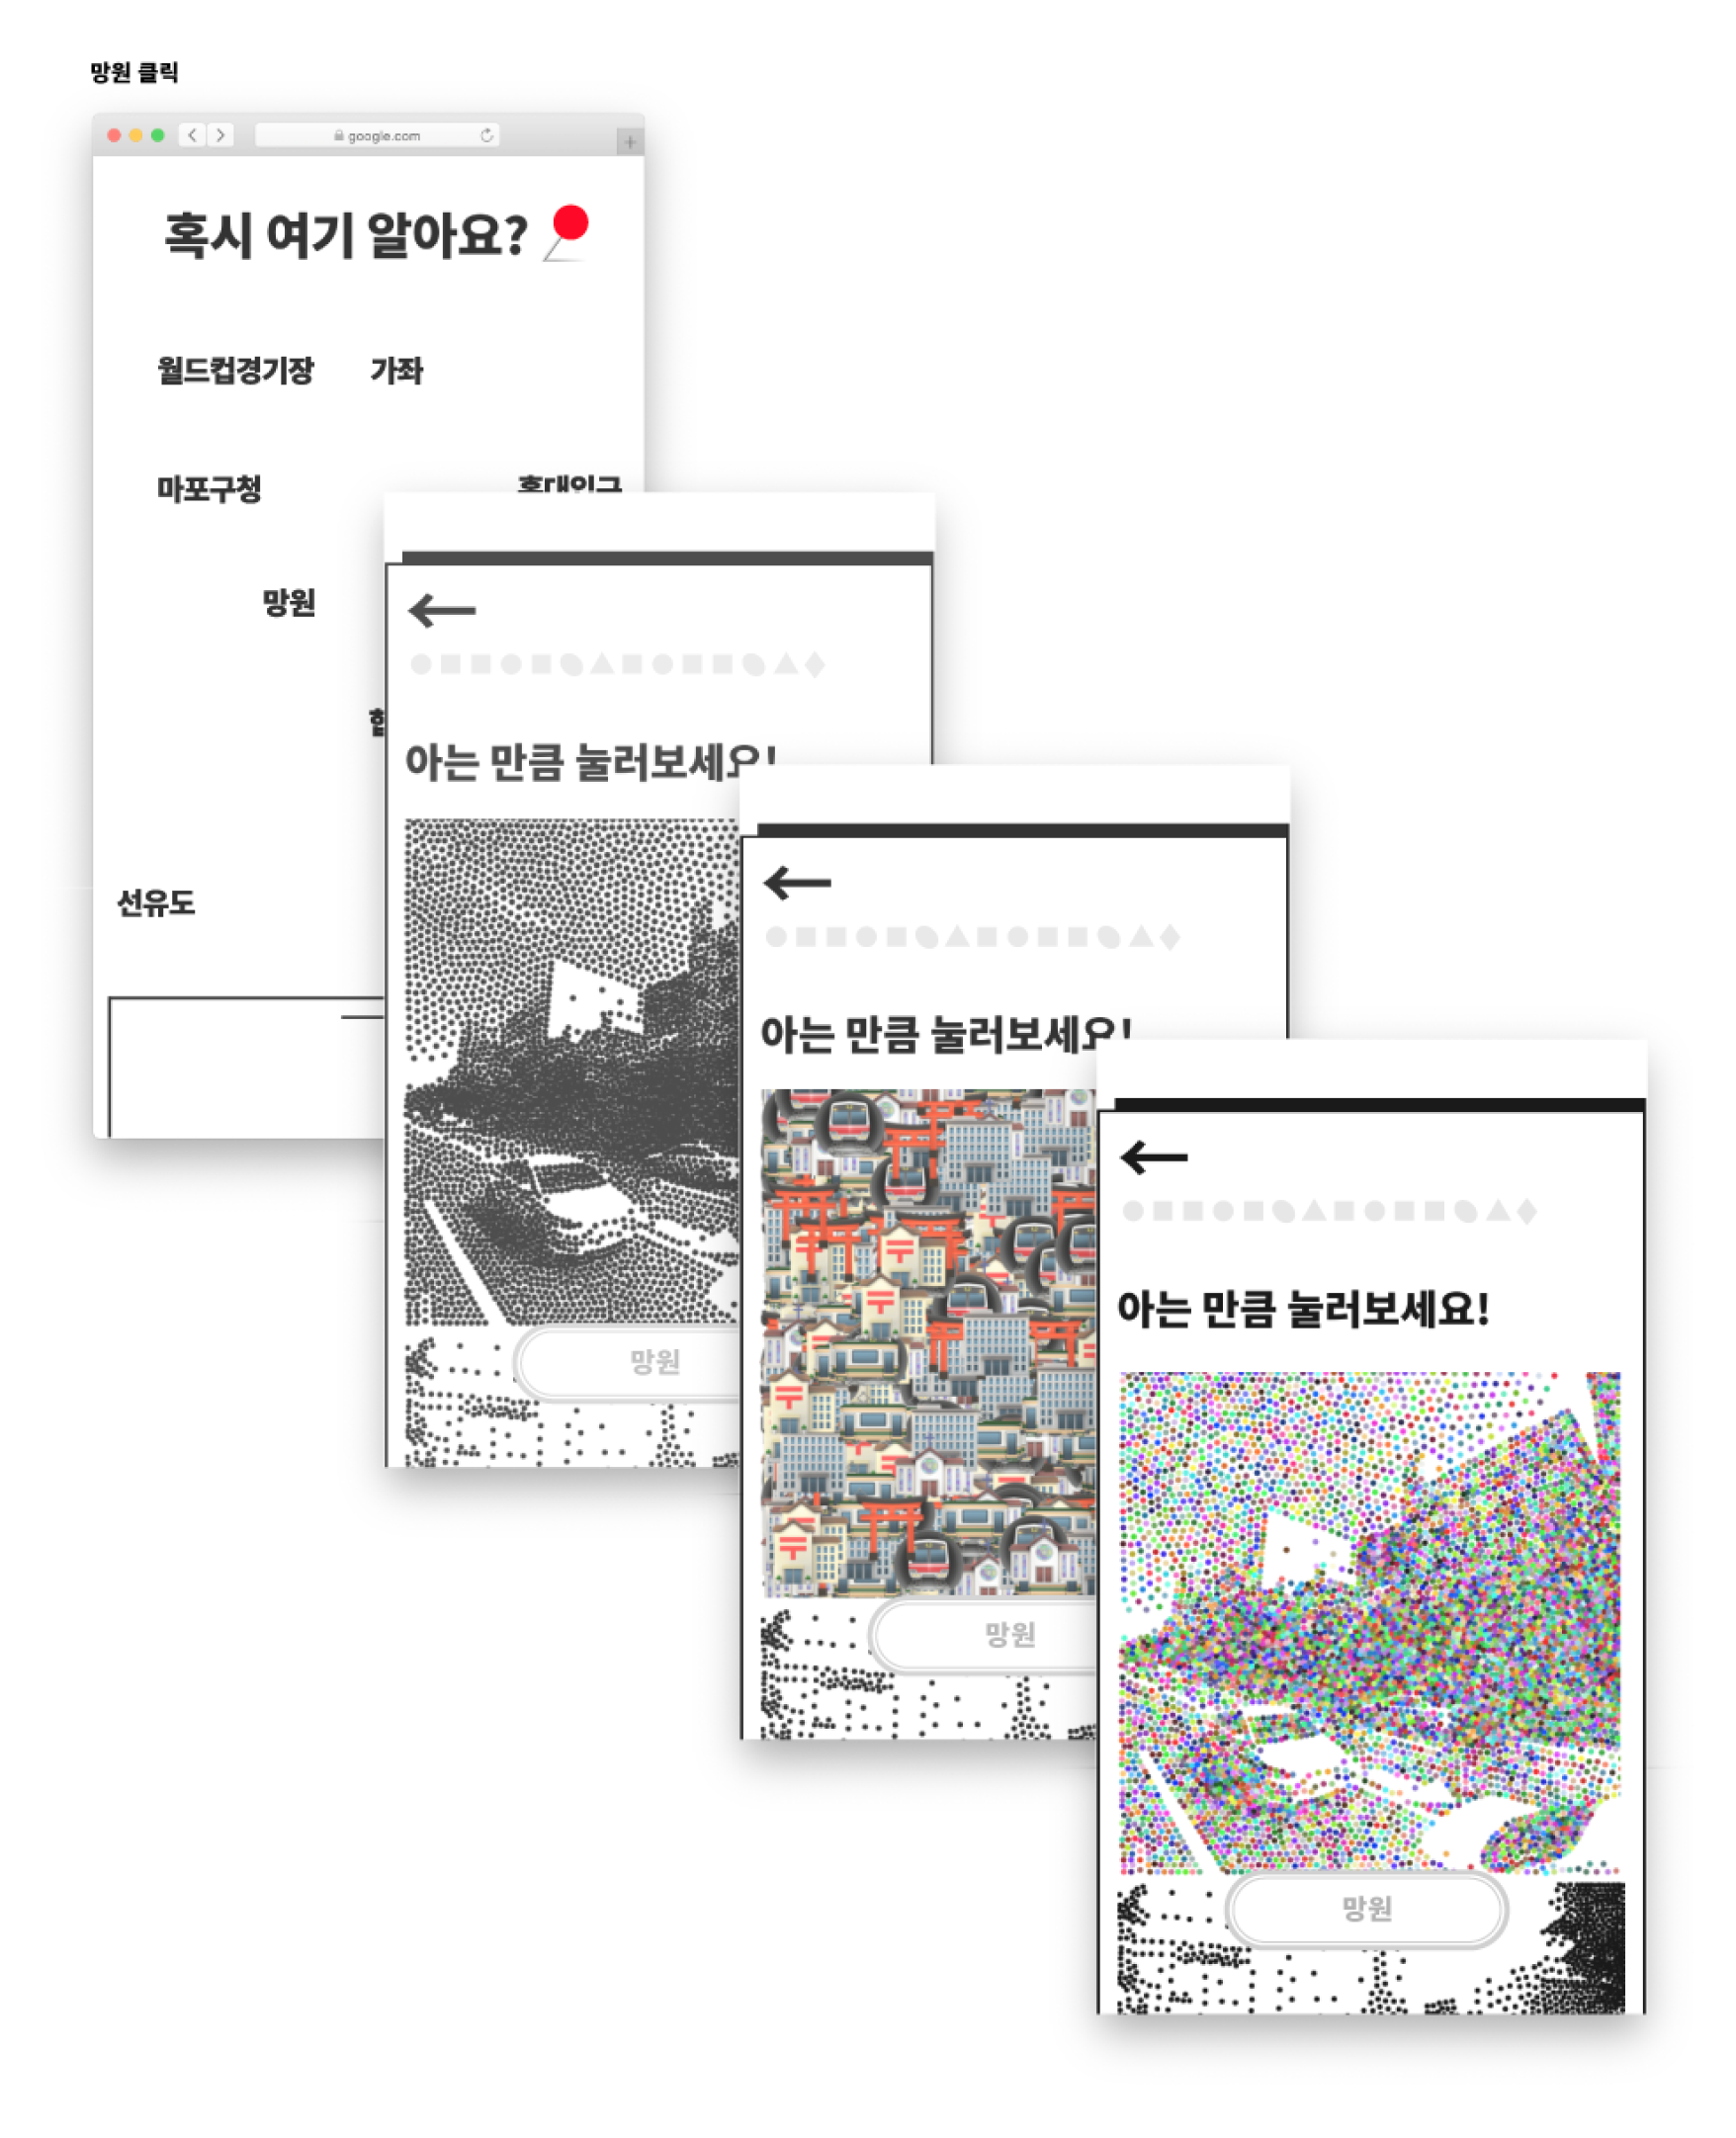 망원 클릭
google.com
혹시 여기 알아요?
월드컵경기장 가좌
마포구청 홍대입구
망원
선유도
아는 만큼 눌러보세요!
망원
아는 만큼 눌러보세요!
망원
아는 만큼 눌러보세요!
망원